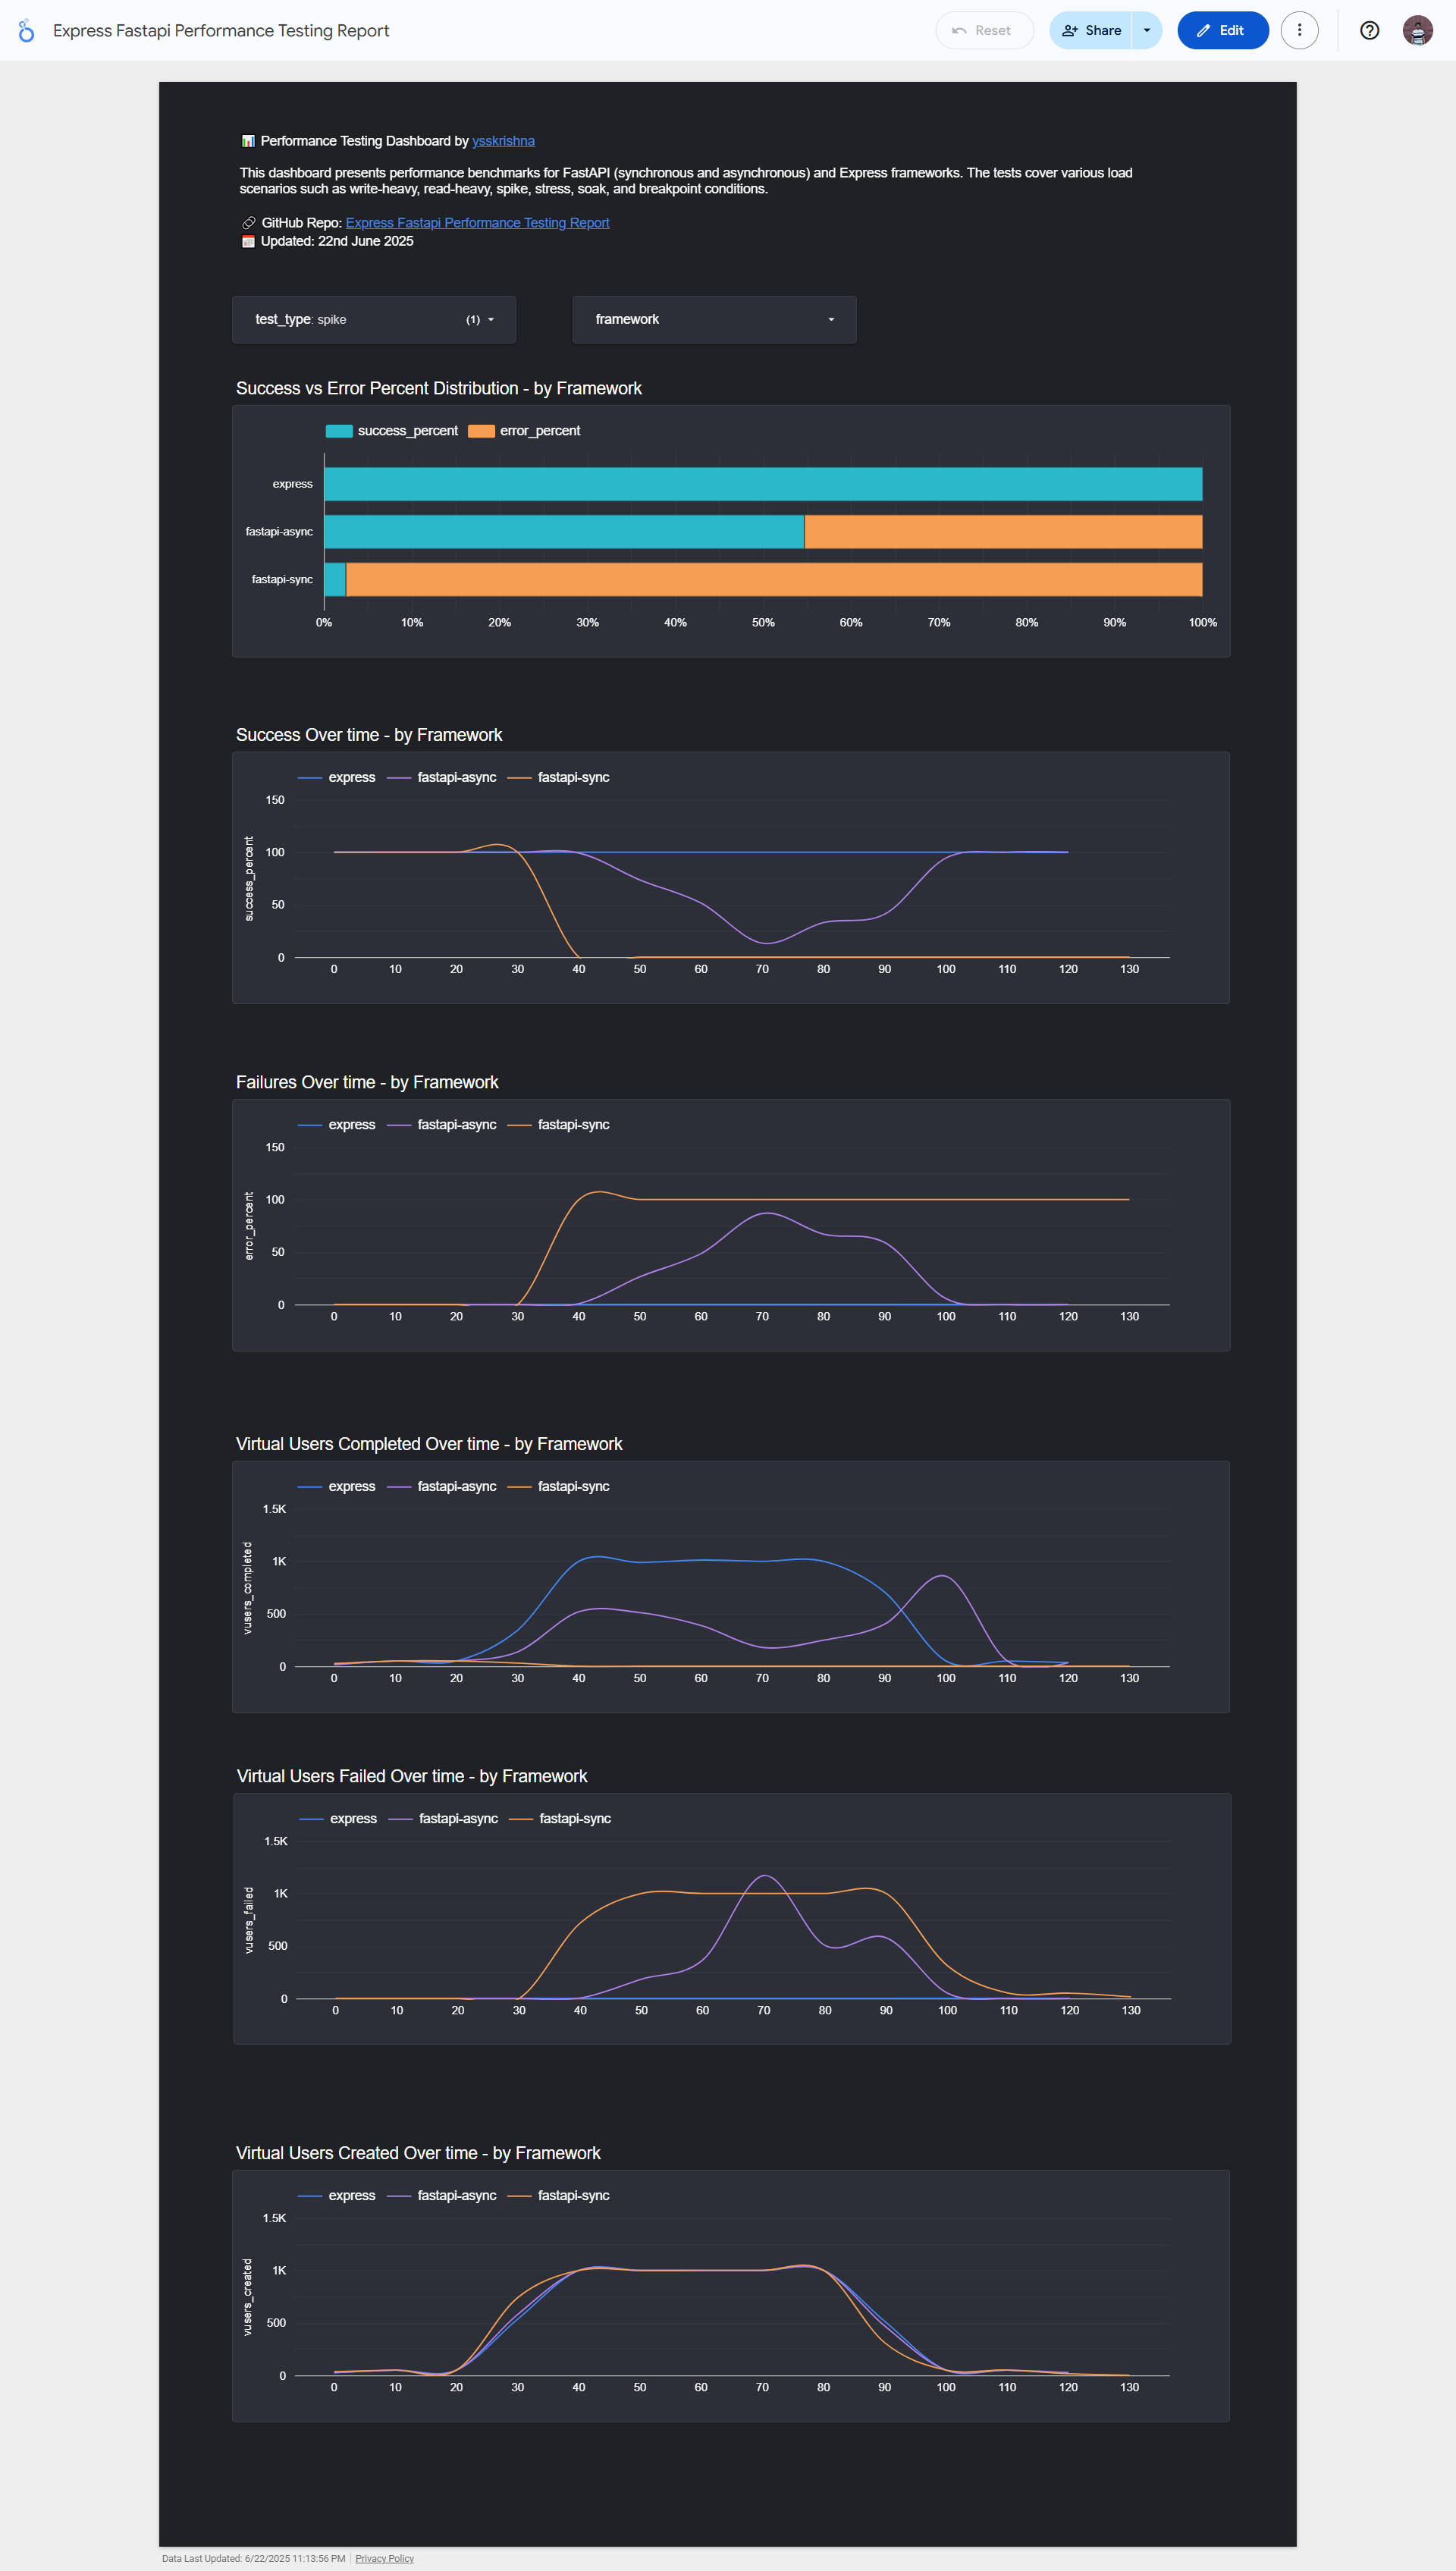 Express Fastapi Performance Testing Report
Reset
Share
Edit
📊 Performance Testing Dashboard by ysskrishna
This dashboard presents performance benchmarks for FastAPI (synchronous and asynchronous) and Express frameworks. The tests cover various load
scenarios such as write-heavy, read-heavy, spike, stress, soak, and breakpoint conditions.
🔗 GitHub Repo: Express Fastapi Performance Testing Report
🗓️ Updated: 22nd June 2025
test_type: spike (1)
framework
Success vs Error Percent Distribution - by Framework
success_percent error_percent
express
fastapi-async
fastapi-sync
0% 10% 20% 30% 40% 50% 60% 70% 80% 90% 100%
Success Over time - by Framework
express fastapi-async fastapi-sync
success_percent
150
100
50
0
0 10 20 30 40 50 60 70 80 90 100 110 120 130
Failures Over time - by Framework
express fastapi-async fastapi-sync
error_percent
150
100
50
0
0 10 20 30 40 50 60 70 80 90 100 110 120 130
Virtual Users Completed Over time - by Framework
express fastapi-async fastapi-sync
vusers_completed
1.5K
1K
500
0
0 10 20 30 40 50 60 70 80 90 100 110 120 130
Virtual Users Failed Over time - by Framework
express fastapi-async fastapi-sync
vusers_failed
1.5K
1K
500
0
0 10 20 30 40 50 60 70 80 90 100 110 120 130
Virtual Users Created Over time - by Framework
express fastapi-async fastapi-sync
vusers_created
1.5K
1K
500
0
0 10 20 30 40 50 60 70 80 90 100 110 120 130
Data Last Updated: 6/22/2025 11:13:56 PM Privacy Policy